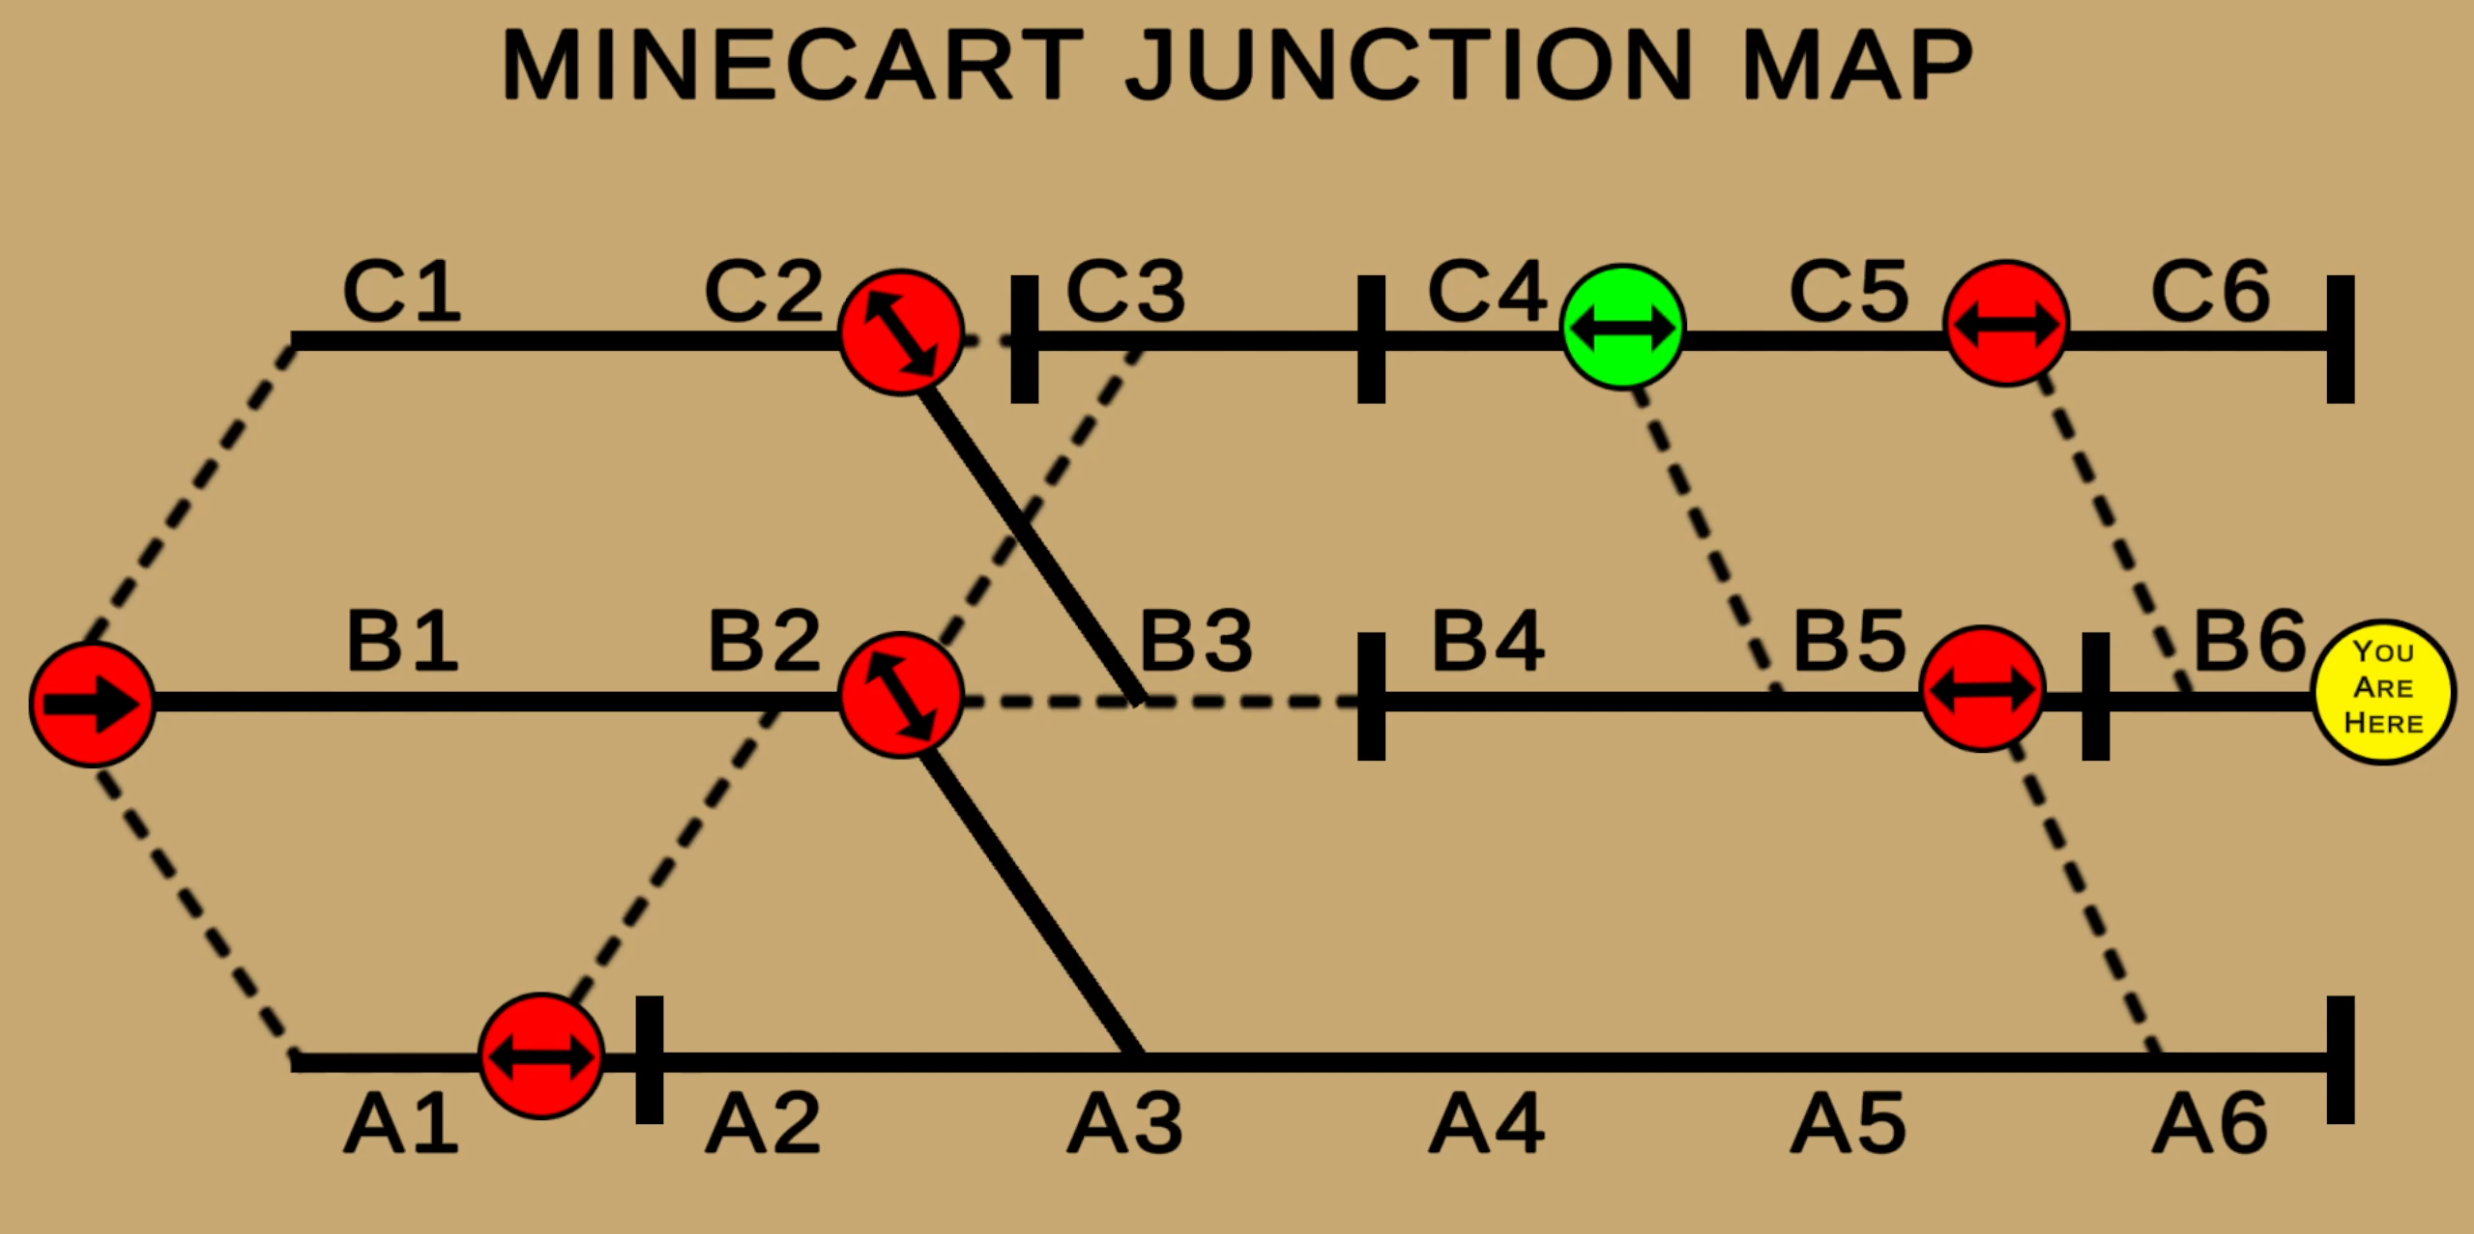 MINECART JUNCTION MAP
C1 C2 C3 C4 C5 C6
B1 B2 B3 B4 B5 B6
YOU
ARE
HERE
A1 A2 A3 A4 A5 A6